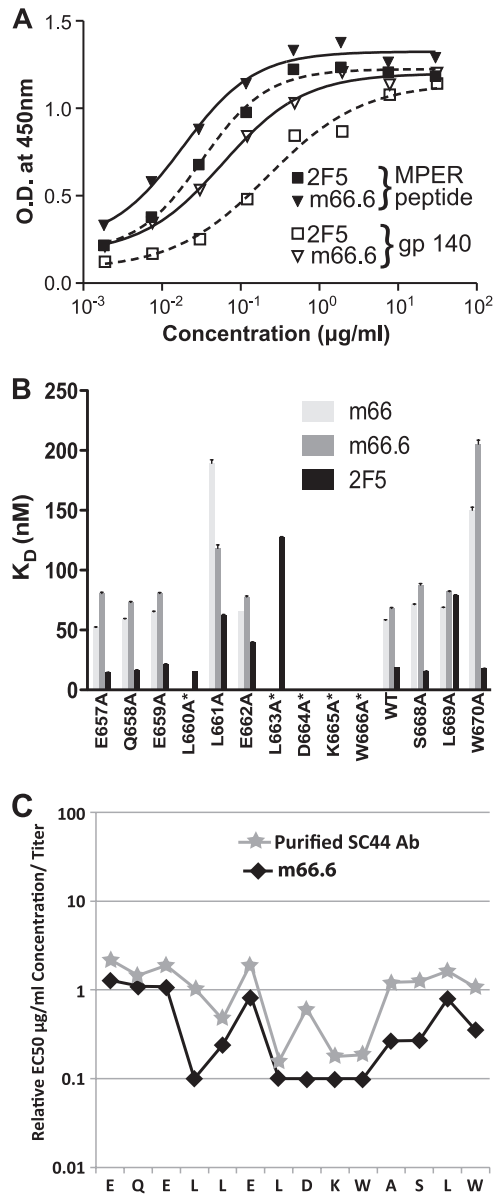 A
O.D. at 450nm
1.5
1.0
0.5
0.0
2F5
m66.6
} MPER peptide
2F5
m66.6
} gp 140
10⁻³ 10⁻² 10⁻¹ 10⁰ 10¹ 10²
Concentration (µg/ml)
B
K_D (nM)
250
200
150
100
50
0
m66
m66.6
2F5
E657A
Q658A
E659A
L660A*
L661A
E662A
L663A*
D664A*
K665A*
W666A*
WT
S668A
L669A
W670A
C
Relative EC50 µg/ml Concentration/ Titer
100
10
1
0.1
0.01
Purified SC44 Ab
m66.6
E Q E L L E L D K W A S L W